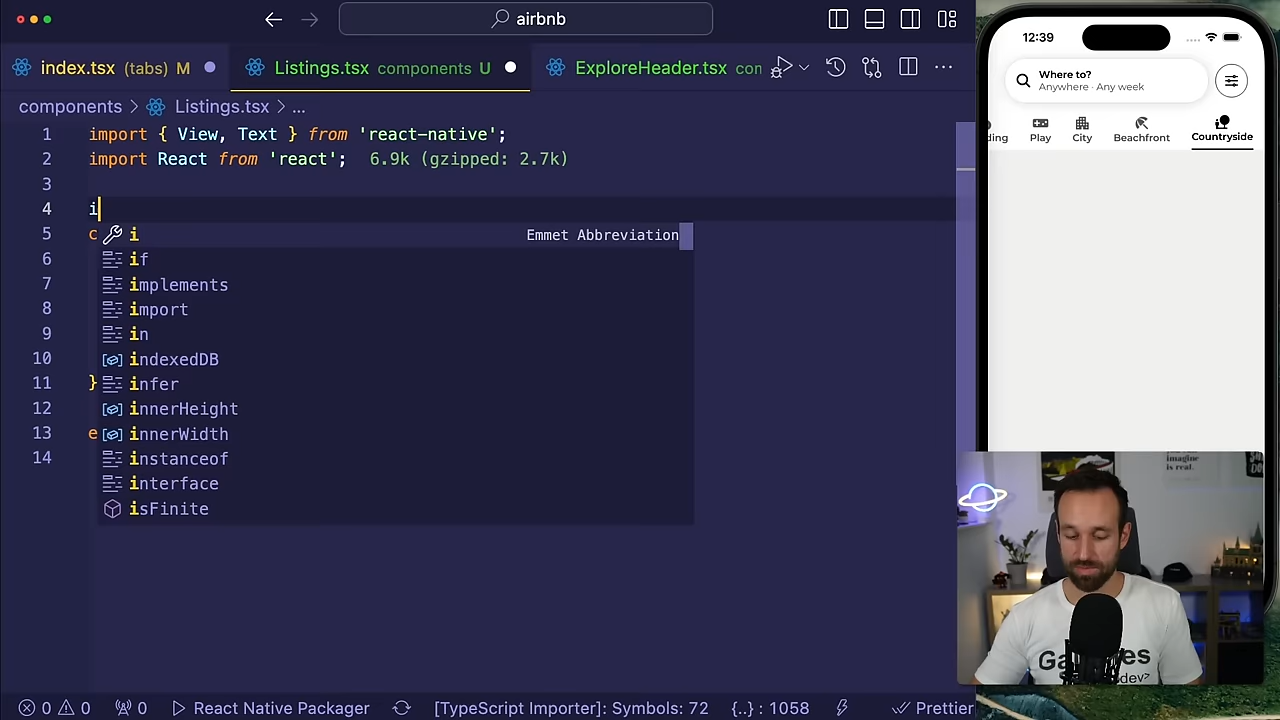 airbnb
index.tsx (tabs) M
Listings.tsx components U
ExploreHeader.tsx con
components > Listings.tsx > ...
1 import { View, Text } from 'react-native';
2 import React from 'react'; 6.9k (gzipped: 2.7k)
3
4 i
5 c
i Emmet Abbreviation
6 if
7 implements
8 import
9 in
10 indexedDB
11 } infer
12 innerHeight
13 e innerWidth
14 instanceof
interface
isFinite
0 0 0 React Native Packager [TypeScript Importer]: Symbols: 72 {..} : 1058 Prettier
12:39
Where to?
Anywhere · Any week
ding Play City Beachfront Countryside
imagine
is real.